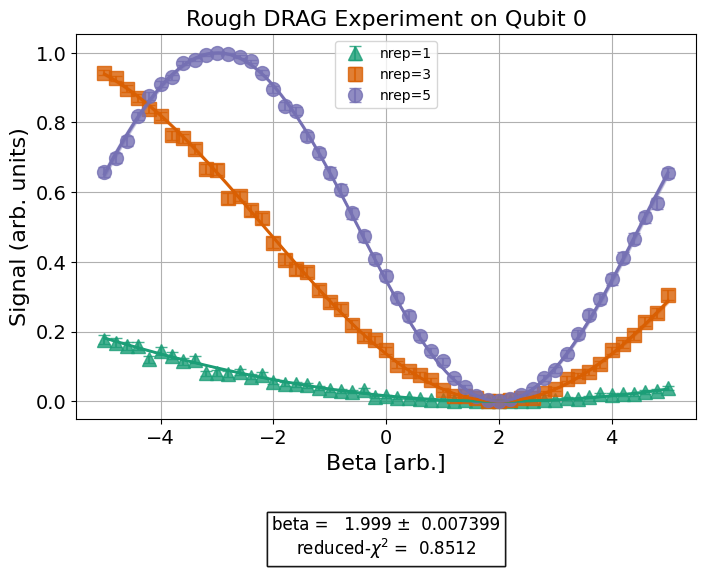 Rough DRAG Experiment on Qubit 0
nrep=1
nrep=3
nrep=5
Signal (arb. units)
1.0
0.8
0.6
0.4
0.2
0.0
−4
−2
0
2
4
Beta [arb.]
beta = 1.999 ± 0.007399
reduced-χ² = 0.8512